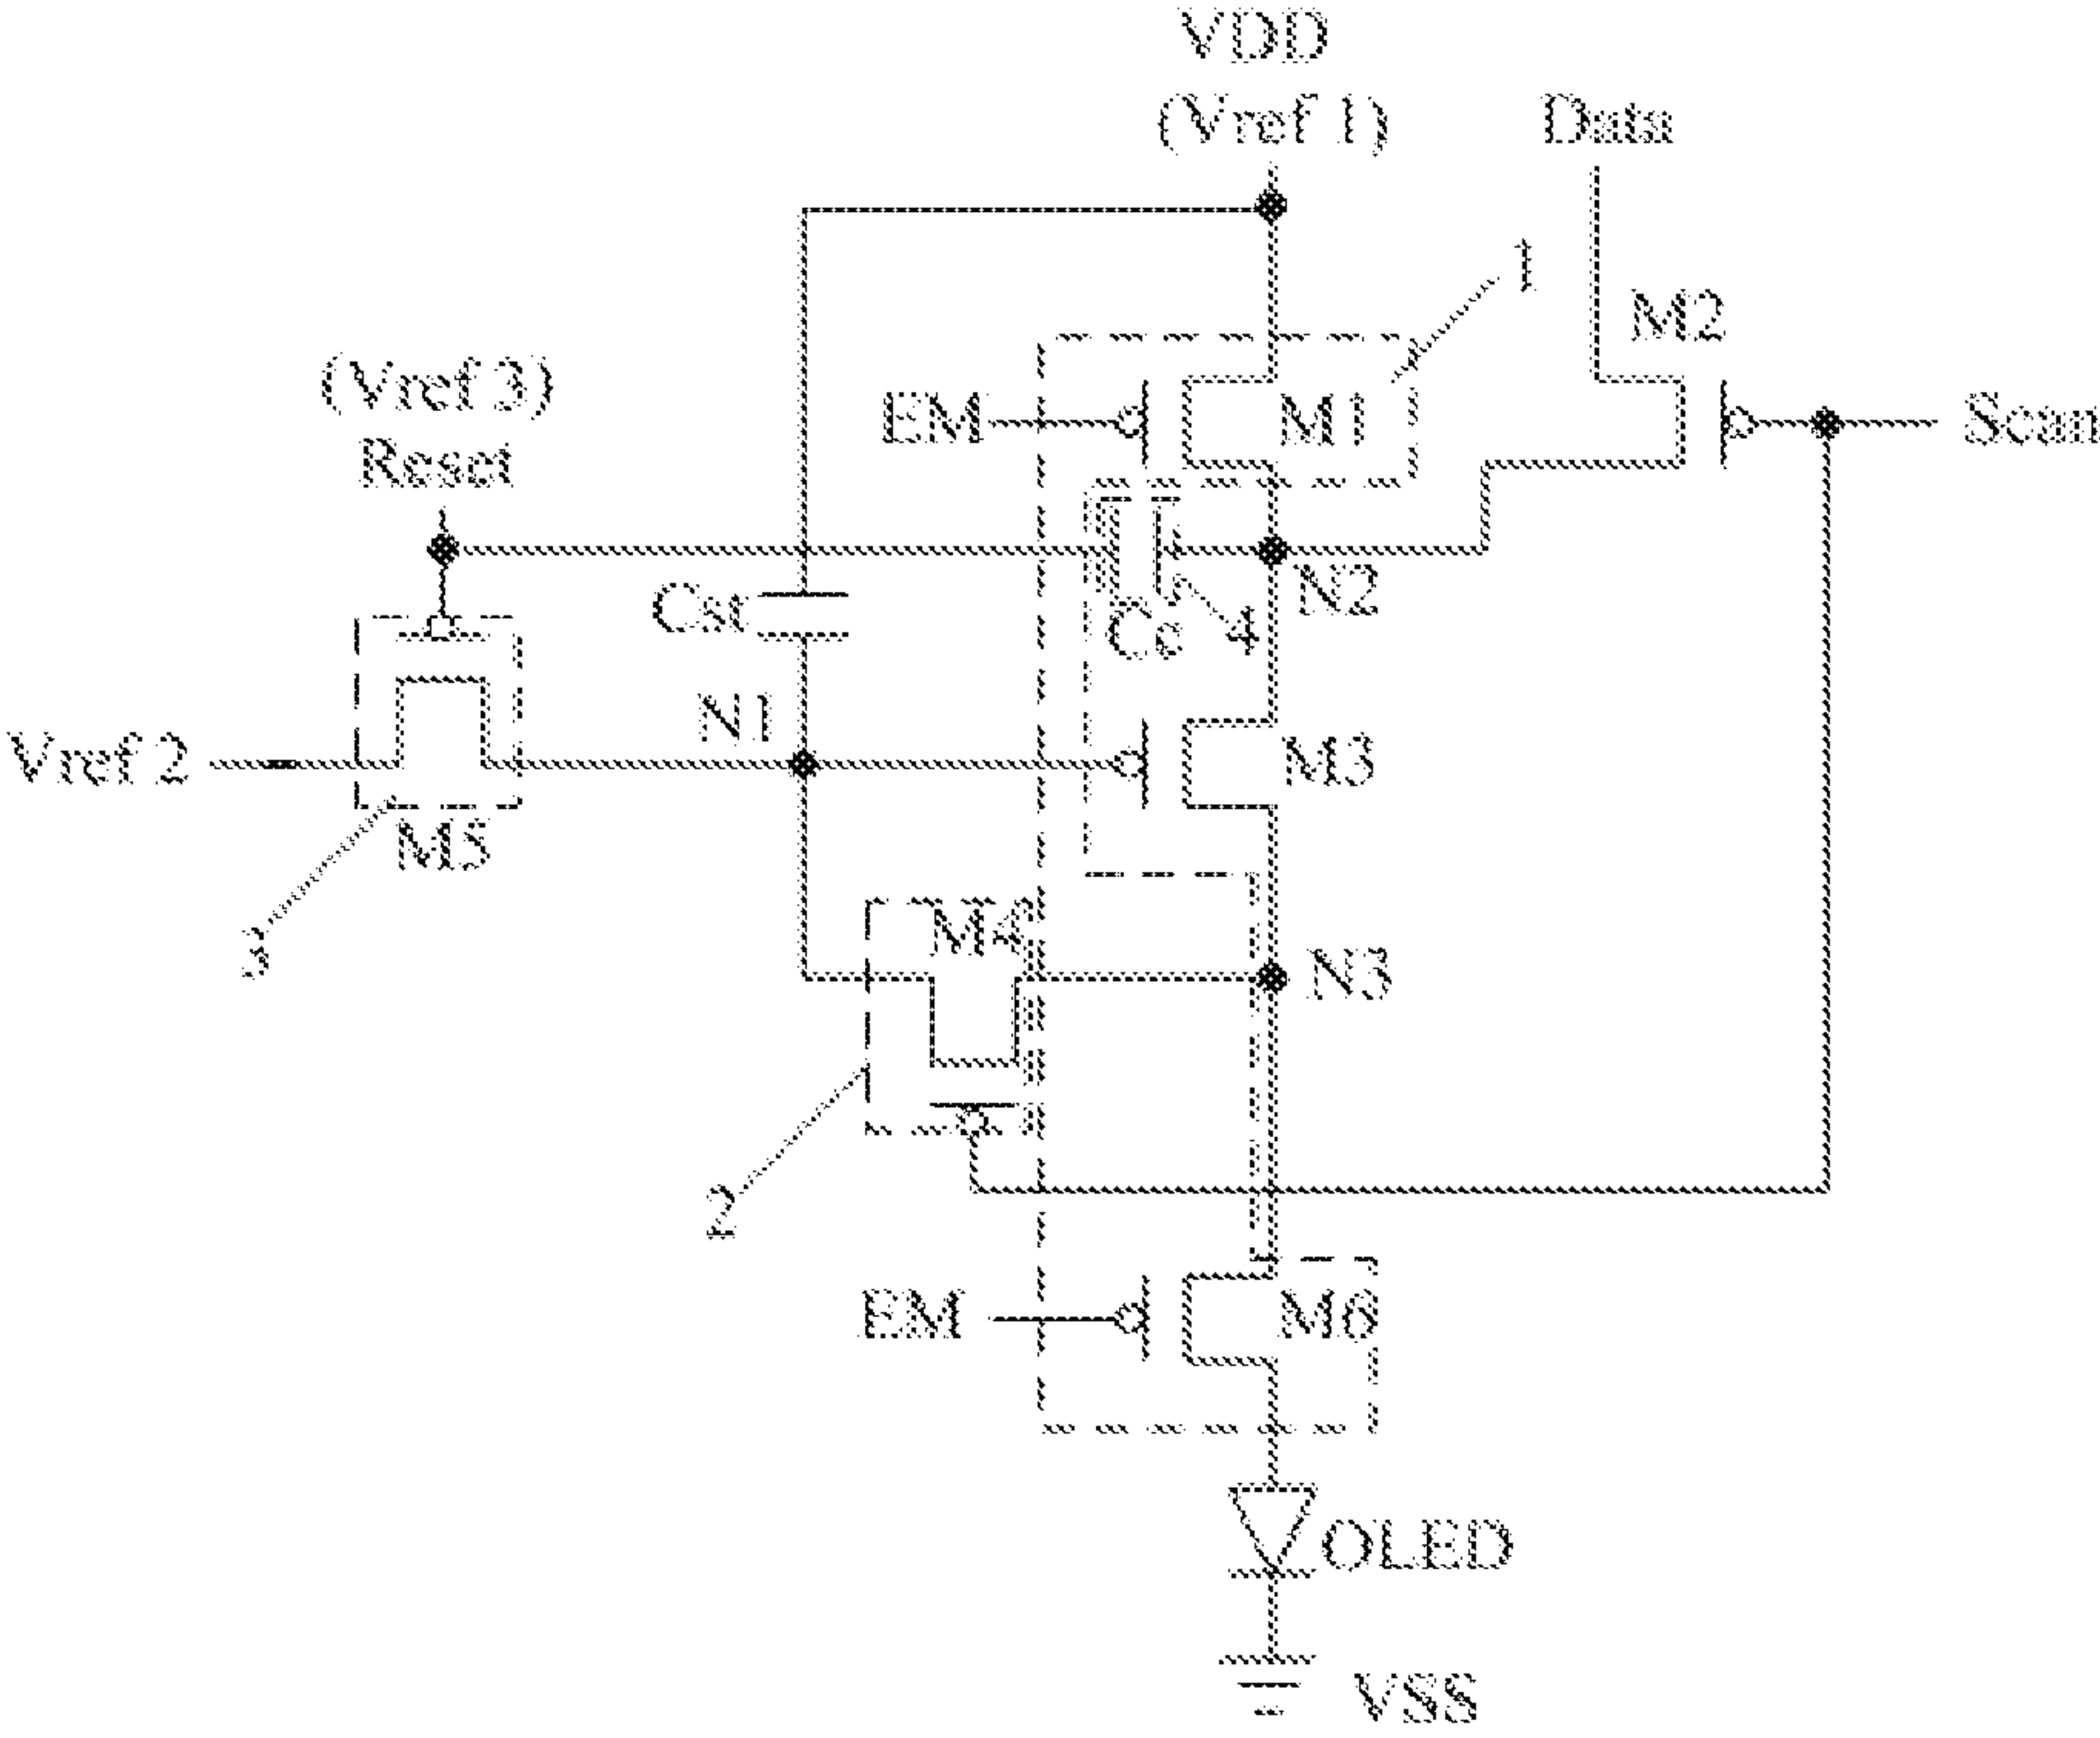 VDD
(Vref 1)
Data
1
M2
(Vref 3)
Reset
EM
M1
Scan
Cst
N2
Cc
4
N1
Vref 2
M3
M5
M4
3
N3
2
EM
M6
OLED
VSS